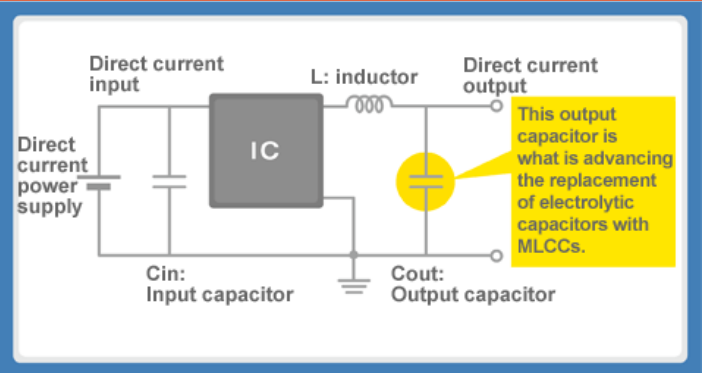 Direct current
input
L: inductor
Direct current
output
Direct
current
power
supply
IC
This output
capacitor is
what is advancing
the replacement
of electrolytic
capacitors with
MLCCs.
Cin:
Input capacitor
Cout:
Output capacitor